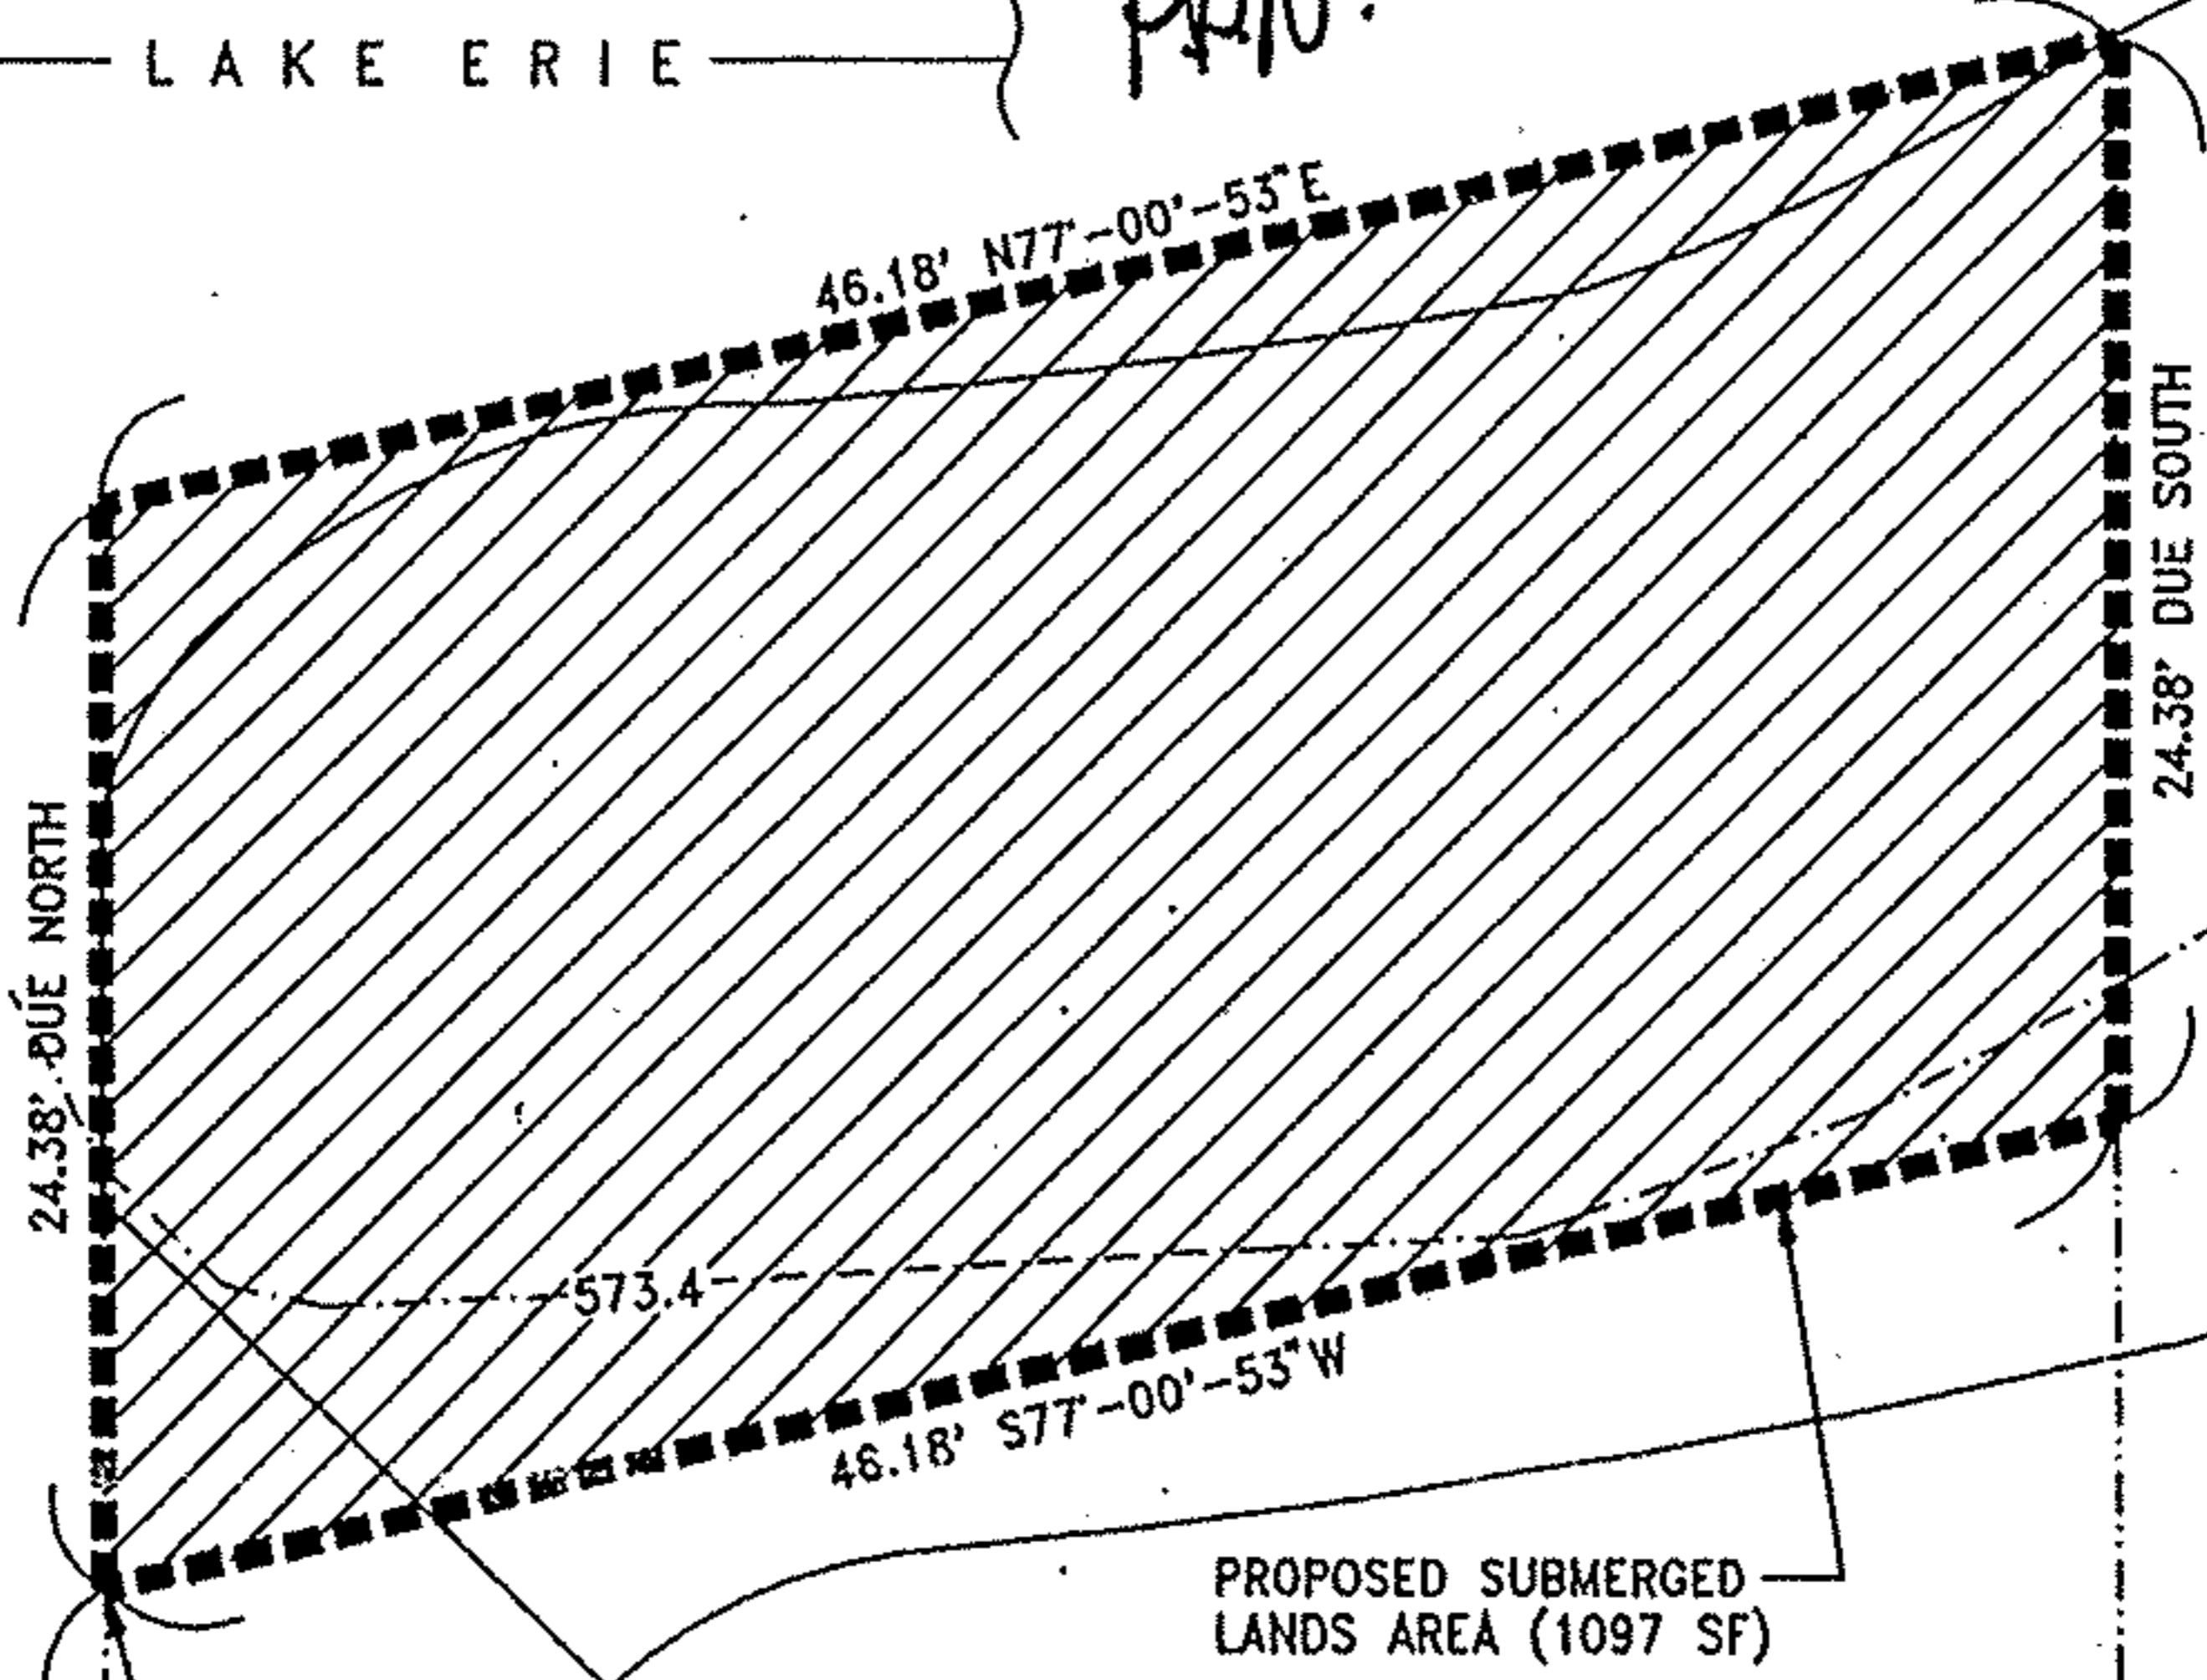 LAKE ERIE
46.18' N77°-00'-53"E
24.38' DUE SOUTH
24.38' DUE NORTH
573.4
46.18' S77°-00'-53"W
PROPOSED SUBMERGED
LANDS AREA (1097 SF)